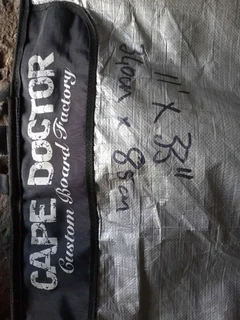 CAPE DOCTOR
Custom Board Factory
11' x 33"
340cm x 85cm